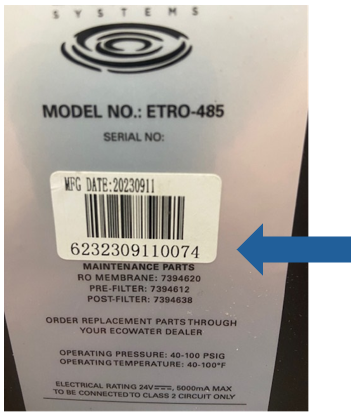 SYSTEMS
MODEL NO.: ETRO-485
SERIAL NO:
MFG DATE:20230911
6232309110074
MAINTENANCE PARTS
RO MEMBRANE: 7394620
PRE-FILTER: 7394612
POST-FILTER: 7394638
ORDER REPLACEMENT PARTS THROUGH
YOUR ECOWATER DEALER
OPERATING PRESSURE: 40-100 PSIG
OPERATING TEMPERATURE: 40-100°F
ELECTRICAL RATING 24V⎓, 5000mA MAX
TO BE CONNECTED TO CLASS 2 CIRCUIT ONLY